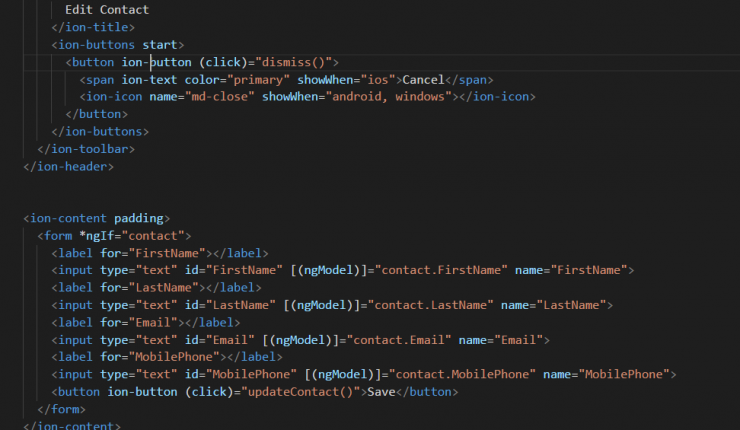 Edit Contact
</ion-title>
<ion-buttons start>
<button ion-button (click)="dismiss()">
<span ion-text color="primary" showWhen="ios">Cancel</span>
<ion-icon name="md-close" showWhen="android, windows"></ion-icon>
</button>
</ion-buttons>
</ion-toolbar>
</ion-header>
<ion-content padding>
<form *ngIf="contact">
<label for="FirstName"></label>
<input type="text" id="FirstName" [(ngModel)]="contact.FirstName" name="FirstName">
<label for="LastName"></label>
<input type="text" id="LastName" [(ngModel)]="contact.LastName" name="LastName">
<label for="Email"></label>
<input type="text" id="Email" [(ngModel)]="contact.Email" name="Email">
<label for="MobilePhone"></label>
<input type="text" id="MobilePhone" [(ngModel)]="contact.MobilePhone" name="MobilePhone">
<button ion-button (click)="updateContact()">Save</button>
</form>
</ion-content>